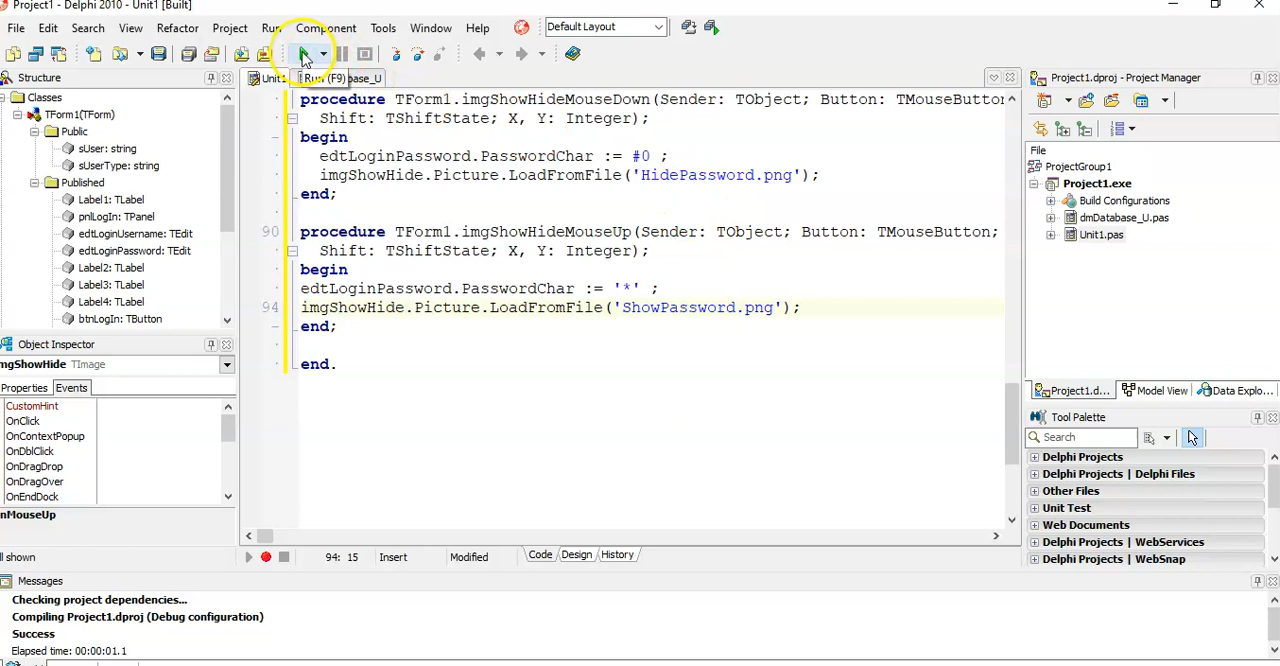 Project1 - Delphi 2010 - Unit1 [Built]
File Edit Search View Refactor Project Run Component Tools Window Help Default Layout
Structure
Classes
TForm1(TForm)
Public
sUser: string
sUserType: string
Published
Label1: TLabel
pnlLogIn: TPanel
edtLoginUsername: TEdit
edtLoginPassword: TEdit
Label2: TLabel
Label3: TLabel
Label4: TLabel
btnLogIn: TButton
Object Inspector
mgShowHide TImage
Properties Events
CustomHint
OnClick
OnContextPopup
OnDblClick
OnDragDrop
OnDragOver
OnEndDock
nMouseUp
ll shown
Unit1 Run (F9) base_U
procedure TForm1.imgShowHideMouseDown(Sender: TObject; Button: TMouseButton
Shift: TShiftState; X, Y: Integer);
begin
edtLoginPassword.PasswordChar := #0 ;
imgShowHide.Picture.LoadFromFile('HidePassword.png');
end;
90 procedure TForm1.imgShowHideMouseUp(Sender: TObject; Button: TMouseButton;
Shift: TShiftState; X, Y: Integer);
begin
edtLoginPassword.PasswordChar := '*' ;
94 imgShowHide.Picture.LoadFromFile('ShowPassword.png');
end;
end.
94: 15 Insert Modified Code Design History
Project1.dproj - Project Manager
File
ProjectGroup1
Project1.exe
Build Configurations
dmDatabase_U.pas
Unit1.pas
Project1.d... Model View Data Explo...
Tool Palette
Search
Delphi Projects
Delphi Projects | Delphi Files
Other Files
Unit Test
Web Documents
Delphi Projects | WebServices
Delphi Projects | WebSnap
Messages
Checking project dependencies...
Compiling Project1.dproj (Debug configuration)
Success
Elapsed time: 00:00:01.1